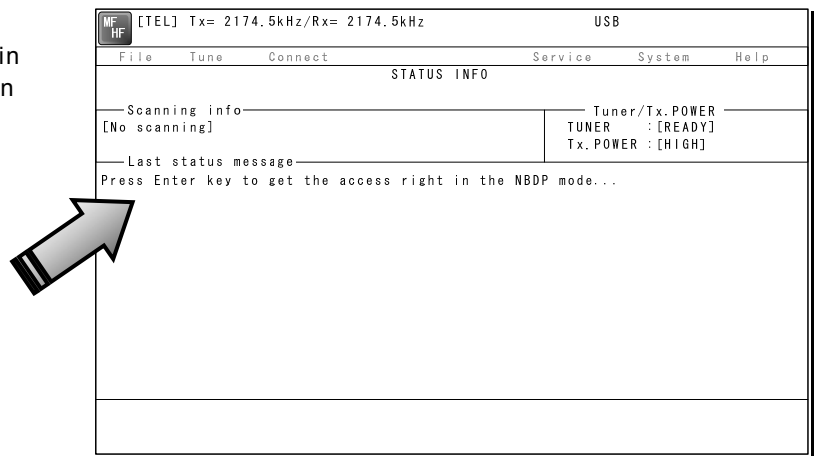 in
n
MF
HF
[TEL] Tx= 2174.5kHz/Rx= 2174.5kHz USB
File Tune Connect Service System Help
STATUS INFO
Scanning info
[No scanning]
Tuner/Tx.POWER
TUNER :[READY]
Tx.POWER :[HIGH]
Last status message
Press Enter key to get the access right in the NBDP mode...